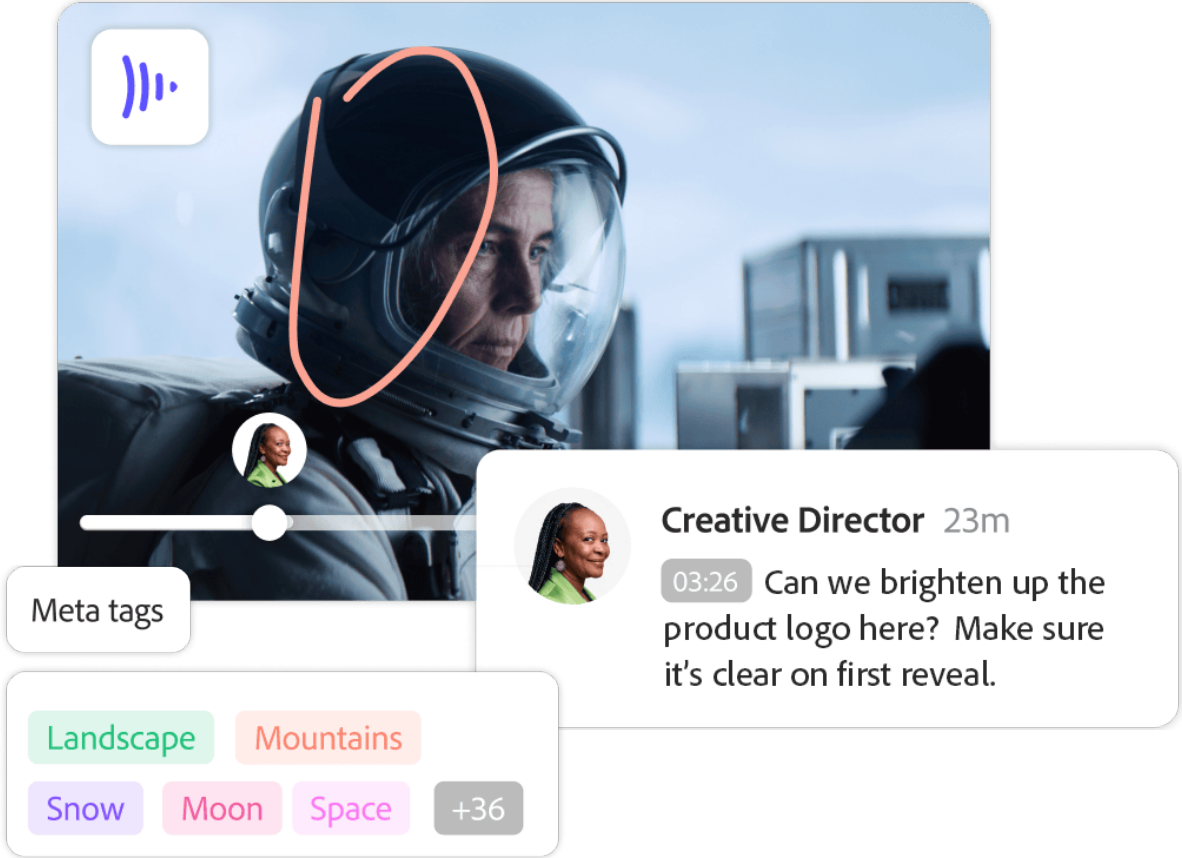 Creative Director 23m
03:26 Can we brighten up the
product logo here? Make sure
it's clear on first reveal.
Meta tags
Landscape Mountains
Snow Moon Space +36